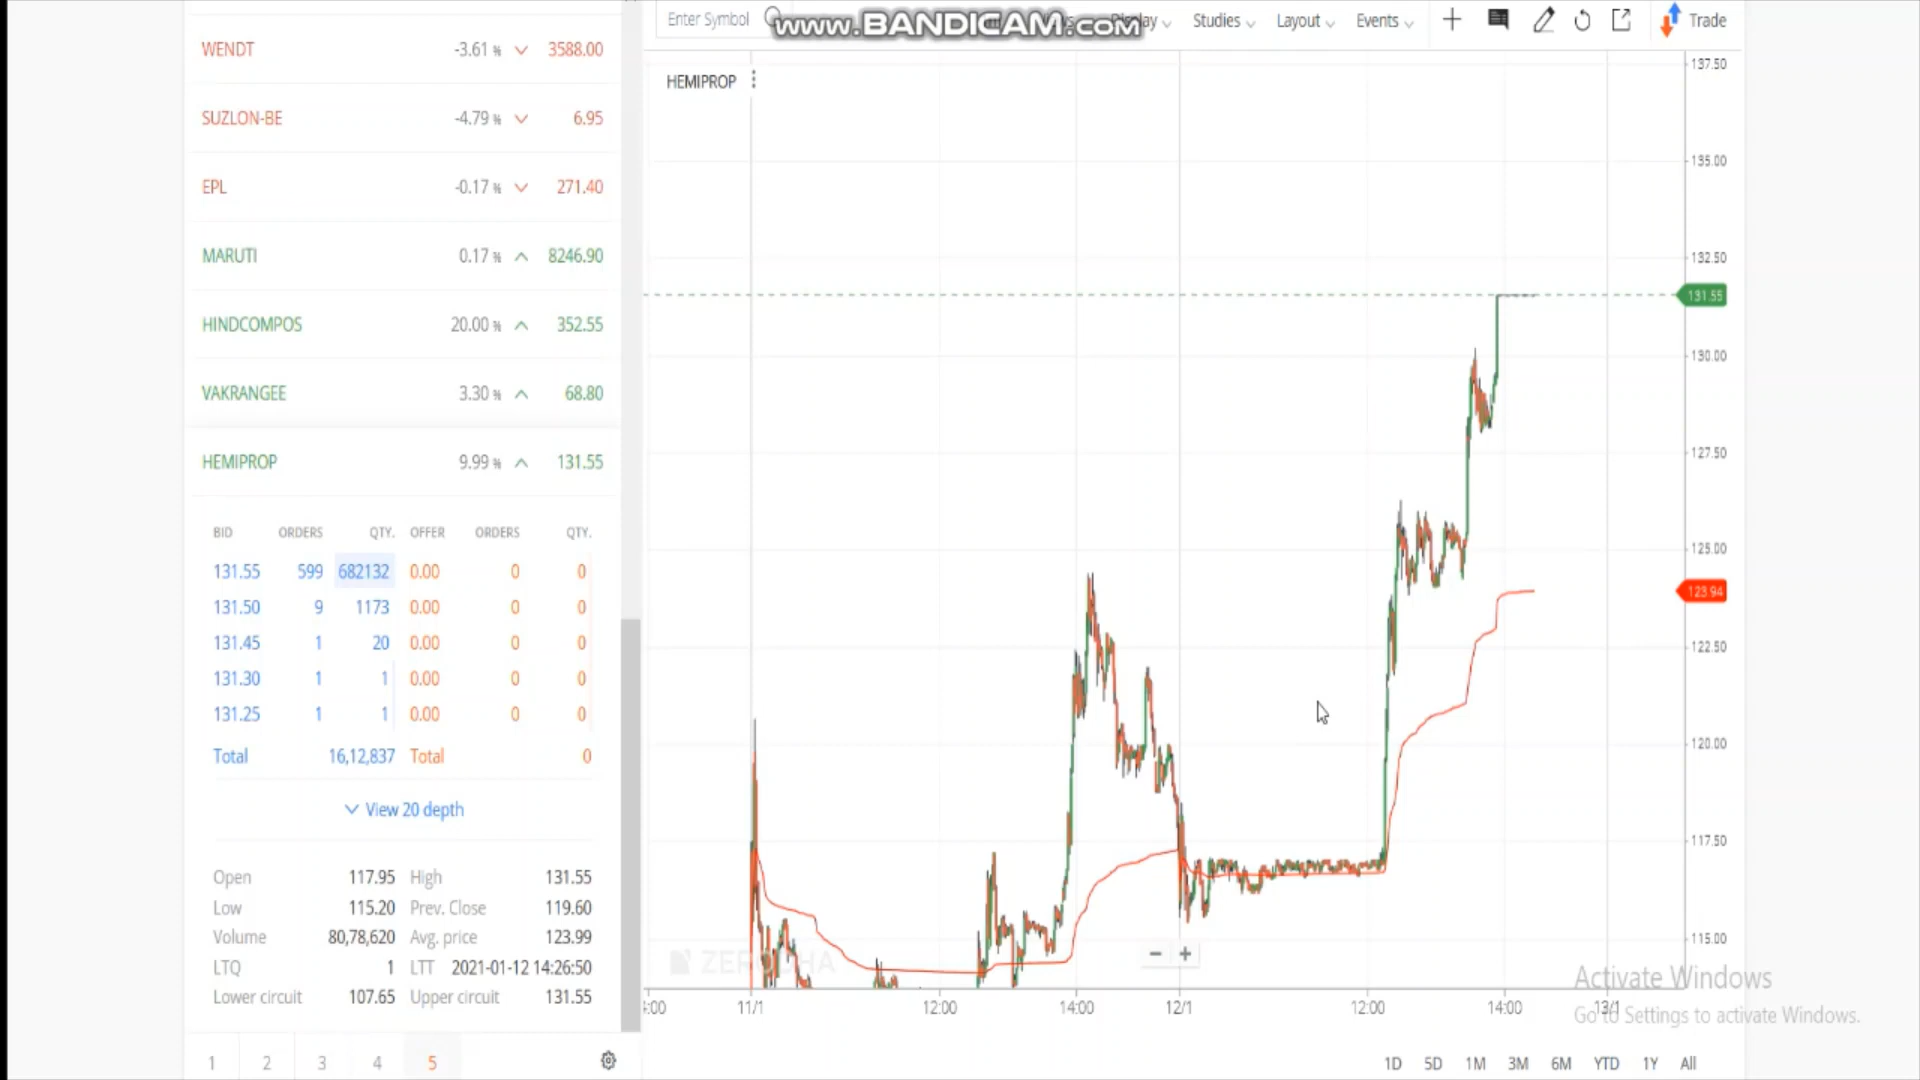 WENDT -3.61 % 3588.00
SUZLON-BE -4.79 % 6.95
EPL -0.17 % 271.40
MARUTI 0.17 % 8246.90
HINDCOMPOS 20.00 % 352.55
VAKRANGEE 3.30 % 68.80
HEMIPROP 9.99 % 131.55
BID ORDERS QTY. OFFER ORDERS QTY.
131.55 599 682132 0.00 0 0
131.50 9 1173 0.00 0 0
131.45 1 20 0.00 0 0
131.30 1 1 0.00 0 0
131.25 1 1 0.00 0 0
Total 16,12,837 Total 0
View 20 depth
Open 117.95 High 131.55
Low 115.20 Prev. Close 119.60
Volume 80,78,620 Avg. price 123.99
LTQ 1 LTT 2021-01-12 14:26:50
Lower circuit 107.65 Upper circuit 131.55
1 2 3 4 5
Enter Symbol
www.BANDICAM.com
Display Studies Layout Events Trade
HEMIPROP
137.50
135.00
132.50
131.55
130.00
127.50
125.00
123.94
122.50
120.00
117.50
115.00
ZERODHA
11/1 12:00 14:00 12/1 12:00 14:00 13/1
Activate Windows
Go to Settings to activate Windows.
1D 5D 1M 3M 6M YTD 1Y All